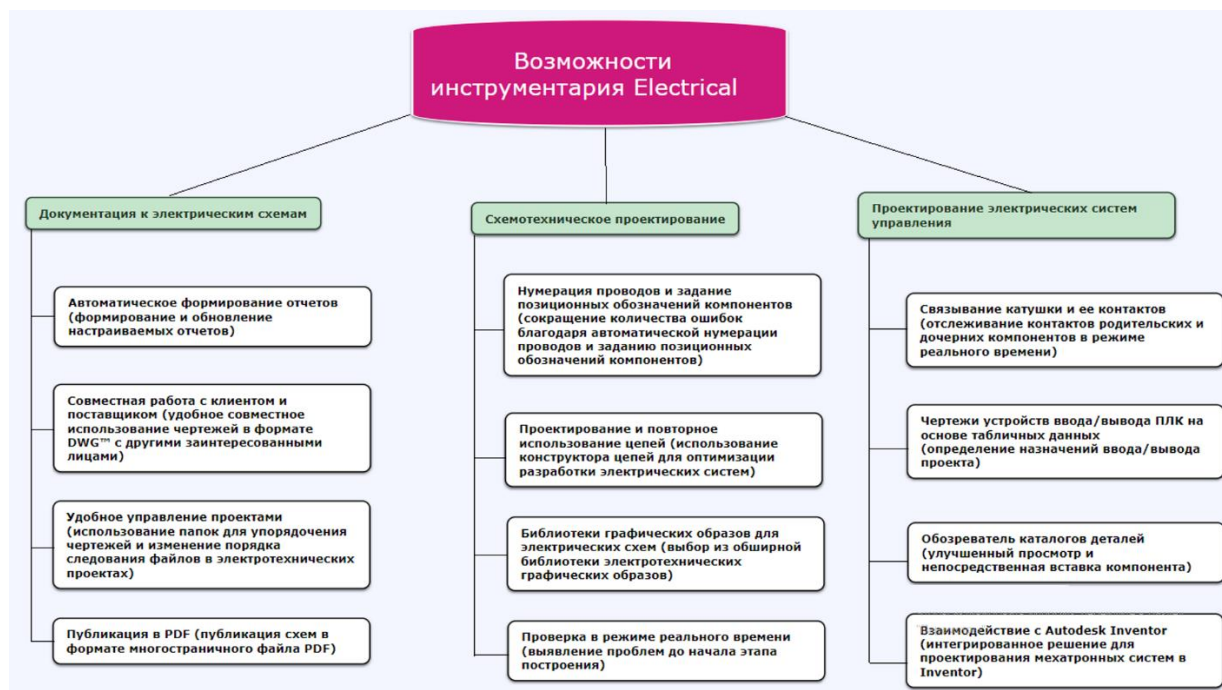 Возможности
инструментария Electrical
Документация к электрическим схемам
Автоматическое формирование отчетов
(формирование и обновление
настраиваемых отчетов)
Совместная работа с клиентом и
поставщиком (удобное совместное
использование чертежей в формате
DWG™ с другими заинтересованными
лицами)
Удобное управление проектами
(использование папок для упорядочения
чертежей и изменение порядка
следования файлов в электротехнических
проектах)
Публикация в PDF (публикация схем в
формате многостраничного файла PDF)
Схемотехническое проектирование
Нумерация проводов и задание
позиционных обозначений компонентов
(сокращение количества ошибок
благодаря автоматической нумерации
проводов и заданию позиционных
обозначений компонентов)
Проектирование и повторное
использование цепей (использование
конструктора цепей для оптимизации
разработки электрических систем)
Библиотеки графических образов для
электрических схем (выбор из обширной
библиотеки электротехнических
графических образов)
Проверка в режиме реального времени
(выявление проблем до начала этапа
построения)
Проектирование электрических систем
управления
Связывание катушки и ее контактов
(отслеживание контактов родительских и
дочерних компонентов в режиме
реального времени)
Чертежи устройств ввода/вывода ПЛК на
основе табличных данных
(определение назначений ввода/вывода
проекта)
Обозреватель каталогов деталей
(улучшенный просмотр и
непосредственная вставка компонента)
Взаимодействие с Autodesk Inventor
(интегрированное решение для
проектирования мехатронных систем в
Inventor)